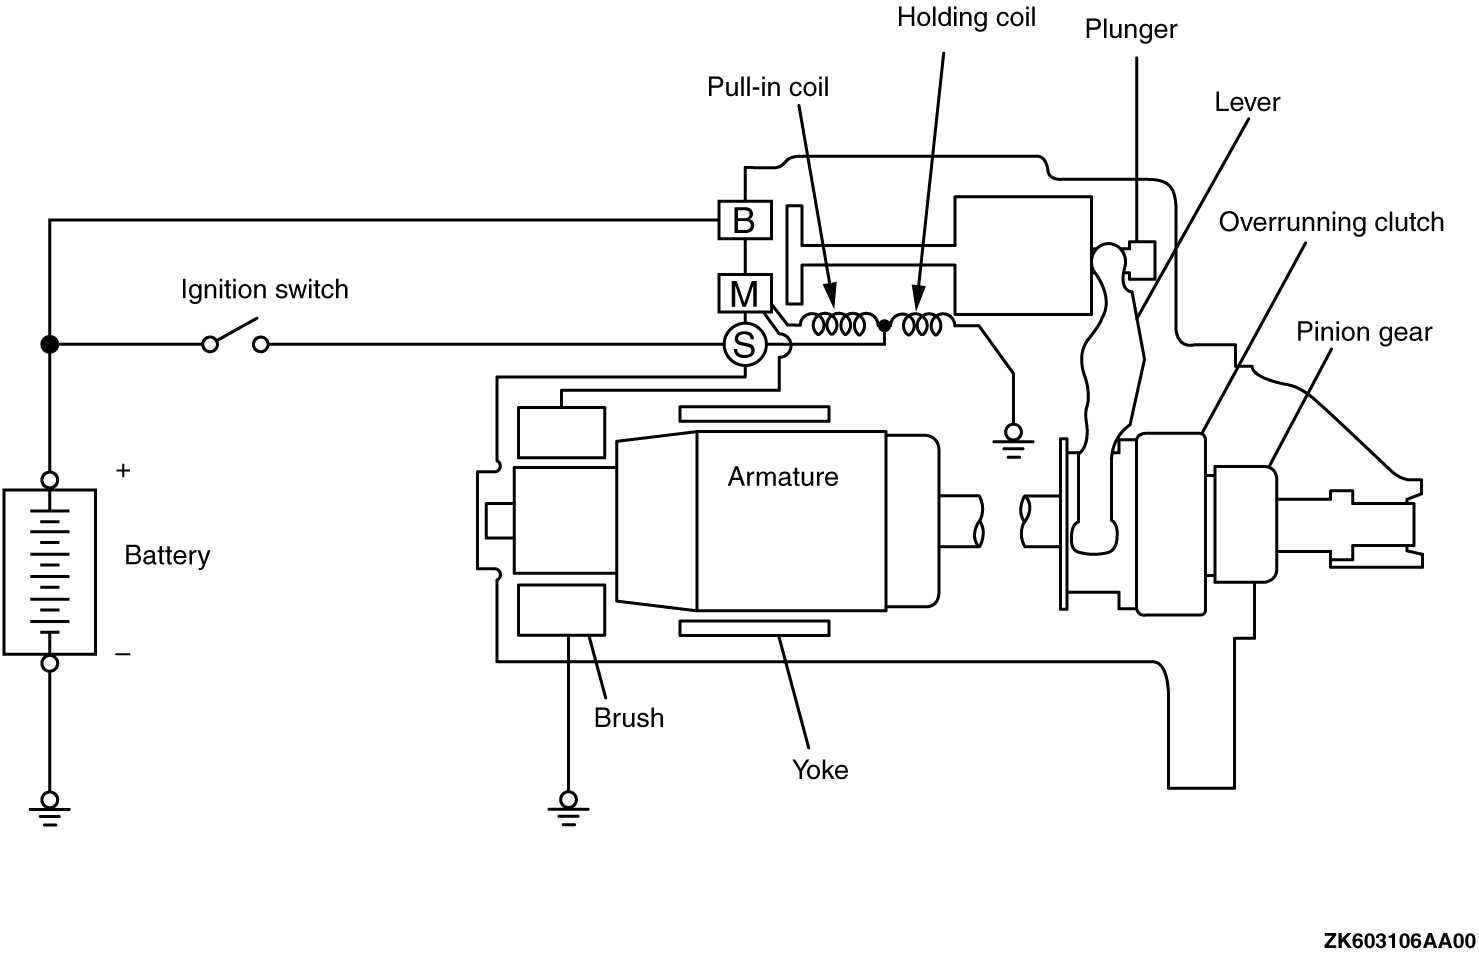 Holding coil
Plunger
Pull-in coil
Lever
B
Overrunning clutch
Ignition switch
M
Pinion gear
S
+
Armature
Battery
–
Brush
Yoke
ZK603106AA00